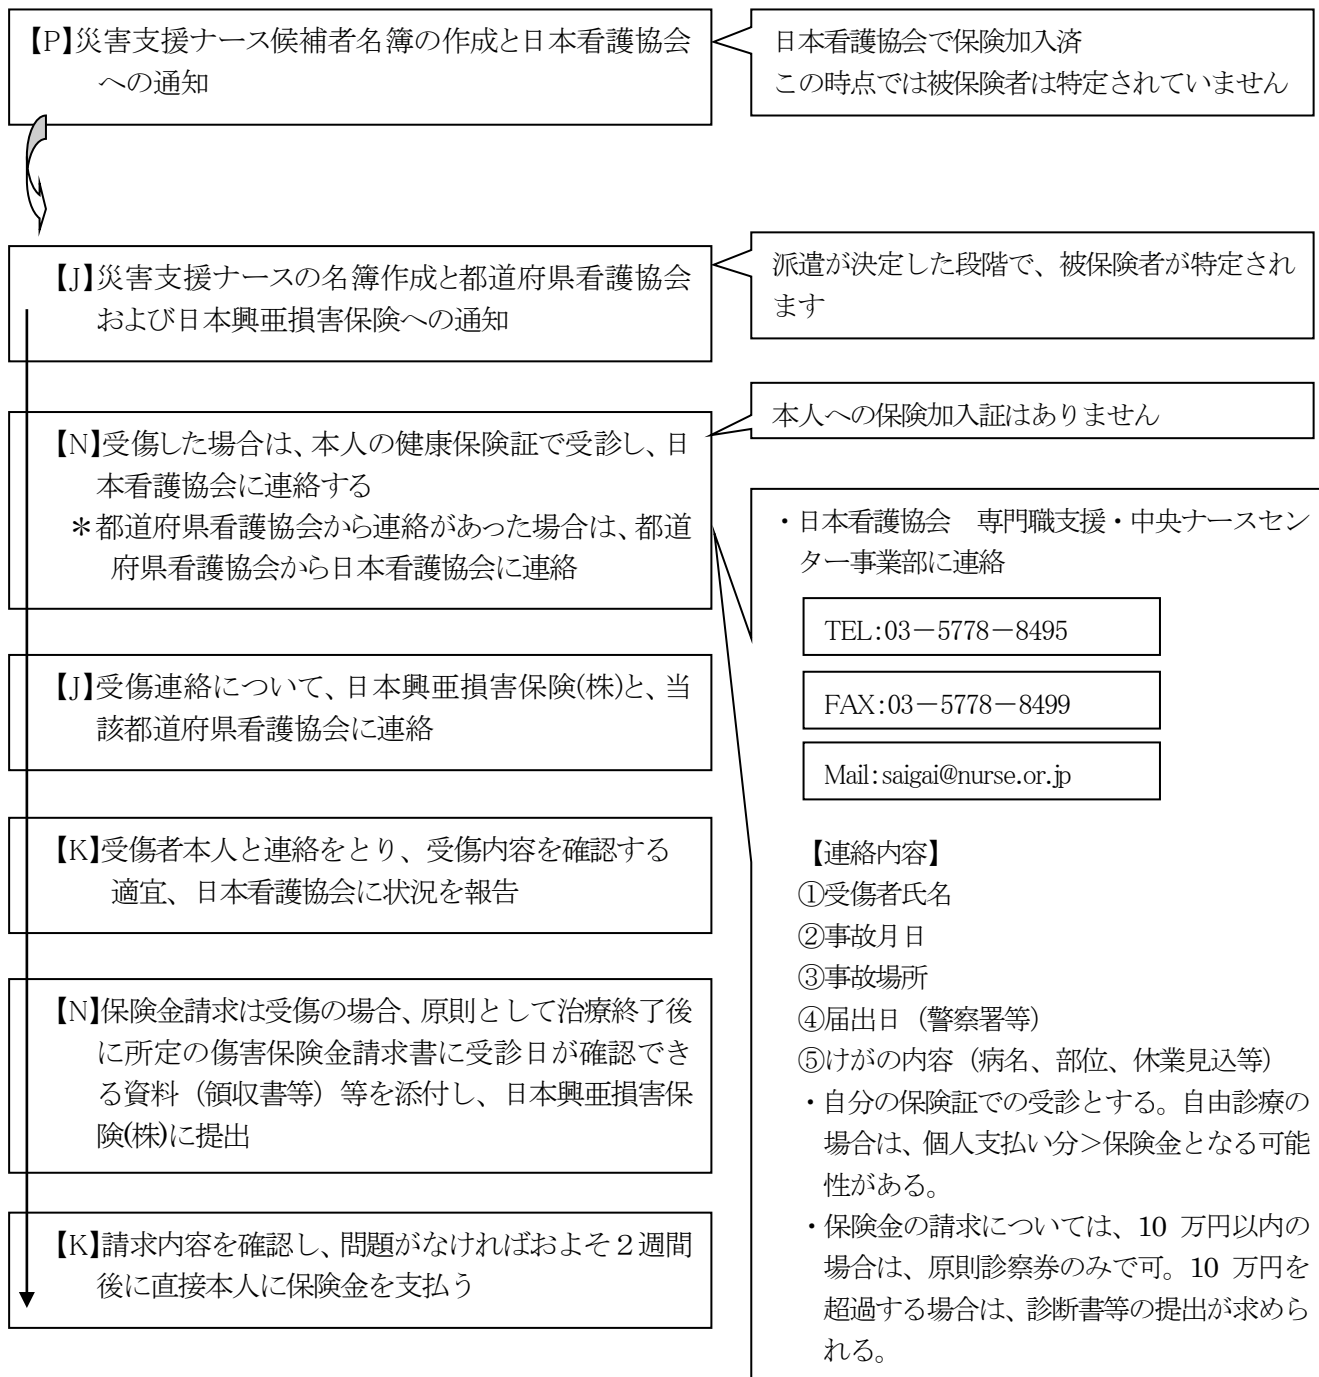 【P】災害支援ナース候補者名簿の作成と日本看護協会
への通知
日本看護協会で保険加入済
この時点では被保険者は特定されていません
【J】災害支援ナースの名簿作成と都道府県看護協会
および日本興亜損害保険への通知
派遣が決定した段階で、被保険者が特定され
ます
【N】受傷した場合は、本人の健康保険証で受診し、日
本看護協会に連絡する
＊都道府県看護協会から連絡があった場合は、都道
府県看護協会から日本看護協会に連絡
本人への保険加入証はありません
【J】受傷連絡について、日本興亜損害保険(株)と、当
該都道府県看護協会に連絡
【K】受傷者本人と連絡をとり、受傷内容を確認する
適宜、日本看護協会に状況を報告
【N】保険金請求は受傷の場合、原則として治療終了後
に所定の傷害保険金請求書に受診日が確認でき
る資料（領収書等）等を添付し、日本興亜損害保
険(株)に提出
【K】請求内容を確認し、問題がなければおよそ２週間
後に直接本人に保険金を支払う
・日本看護協会　専門職支援・中央ナースセン
ター事業部に連絡
TEL:03－5778－8495
FAX:03－5778－8499
Mail:saigai@nurse.or.jp
【連絡内容】
①受傷者氏名
②事故月日
③事故場所
④届出日（警察署等）
⑤けがの内容（病名、部位、休業見込等）
・自分の保険証での受診とする。自由診療の
場合は、個人支払い分＞保険金となる可能
性がある。
・保険金の請求については、10 万円以内の
場合は、原則診察券のみで可。10 万円を
超過する場合は、診断書等の提出が求めら
れる。